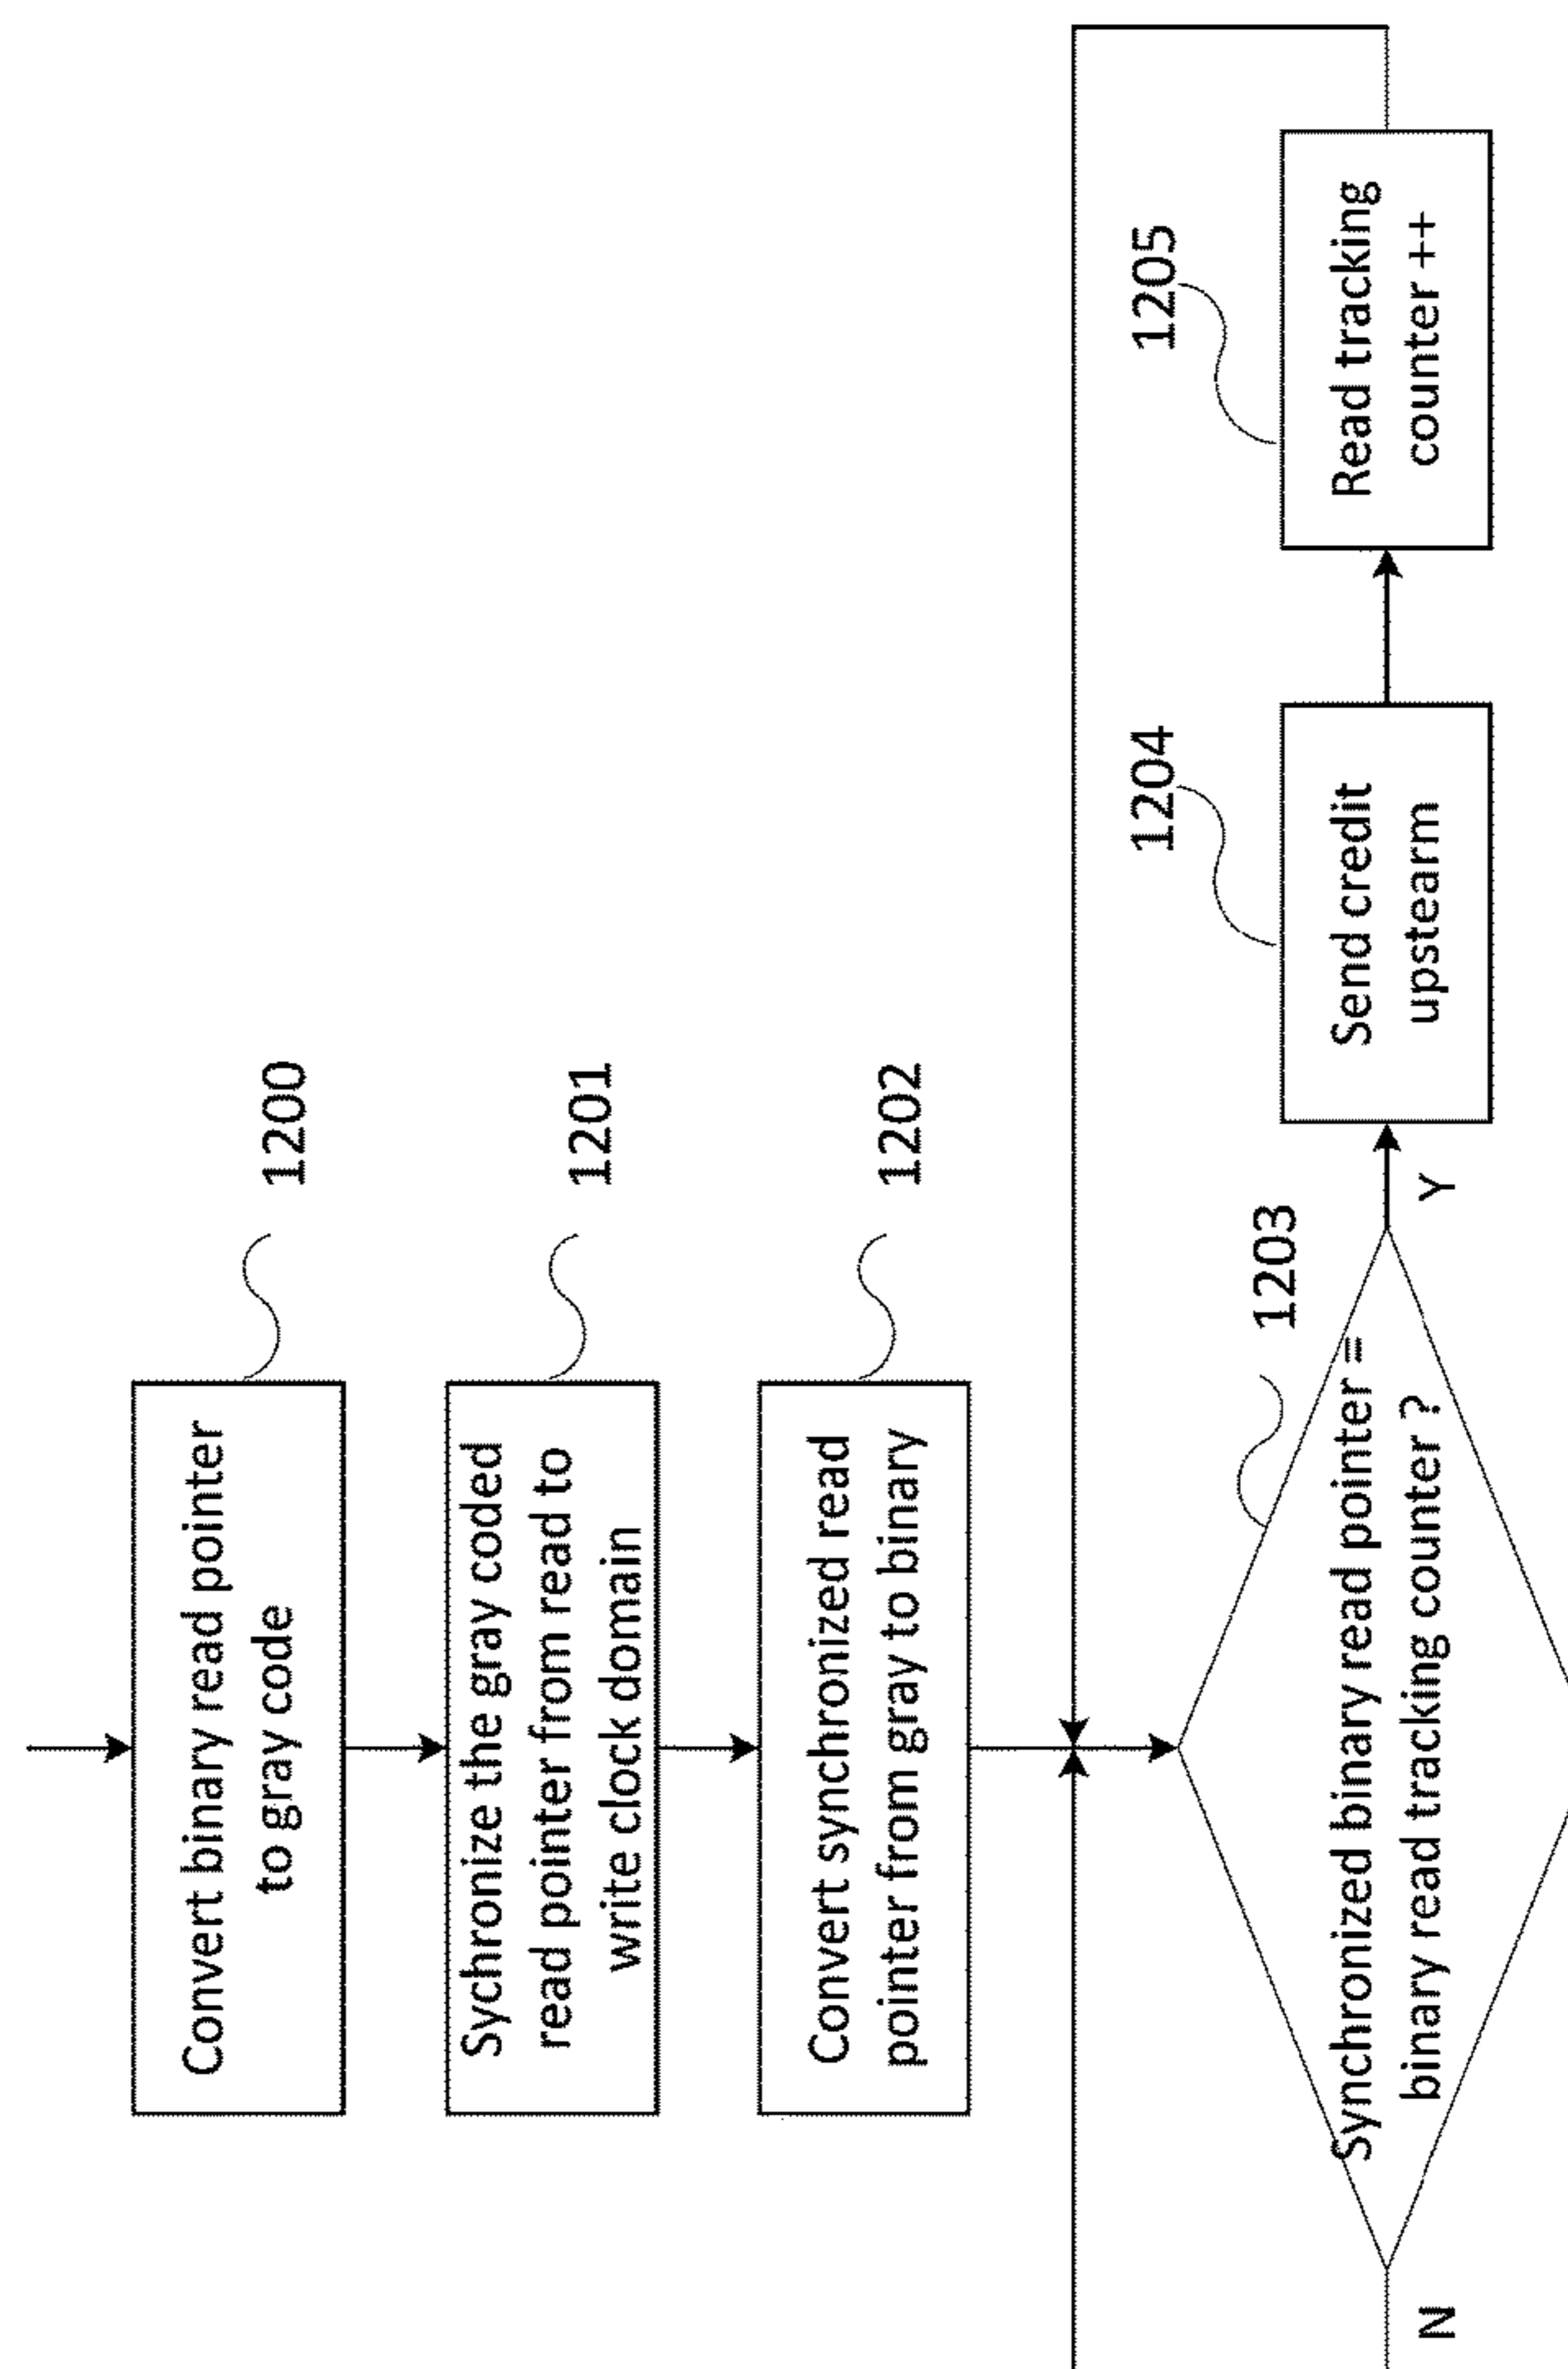 Convert binary read pointer
to gray code
1200
Sychronize the gray coded
read pointer from read to
write clock domain
1201
Convert synchronized read
pointer from gray to binary
1202
Synchronized binary read pointer =
binary read tracking counter ?
1203
N
Y
Send credit
upstearm
1204
Read tracking
counter ++
1205